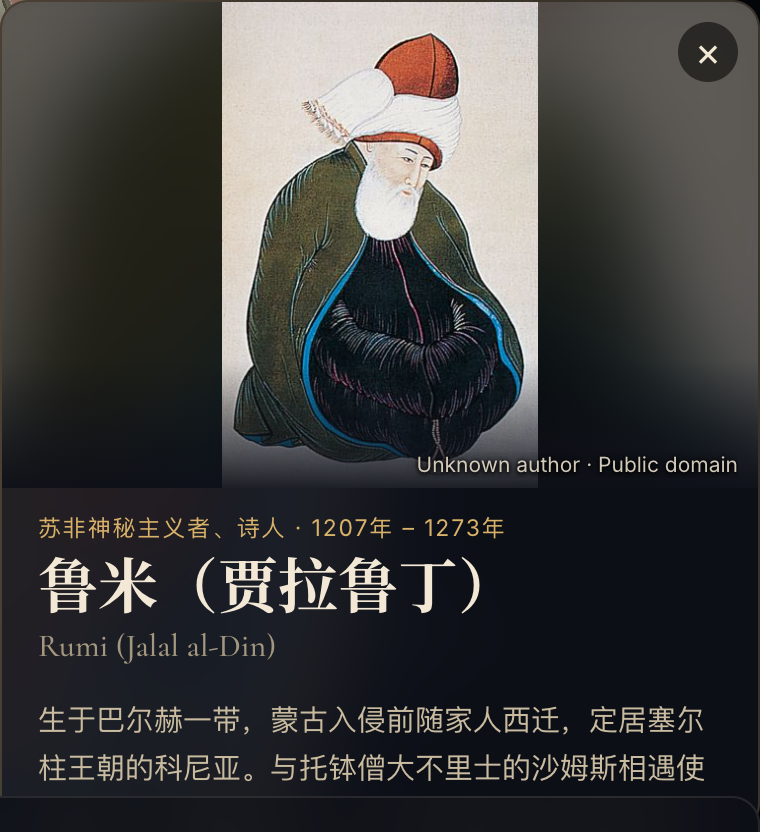 Unknown author · Public domain
苏非神秘主义者、诗人 · 1207年 – 1273年
鲁米（贾拉鲁丁）
Rumi (Jalal al-Din)
生于巴尔赫一带，蒙古入侵前随家人西迁，定居塞尔
柱王朝的科尼亚。与托钵僧大不里士的沙姆斯相遇使